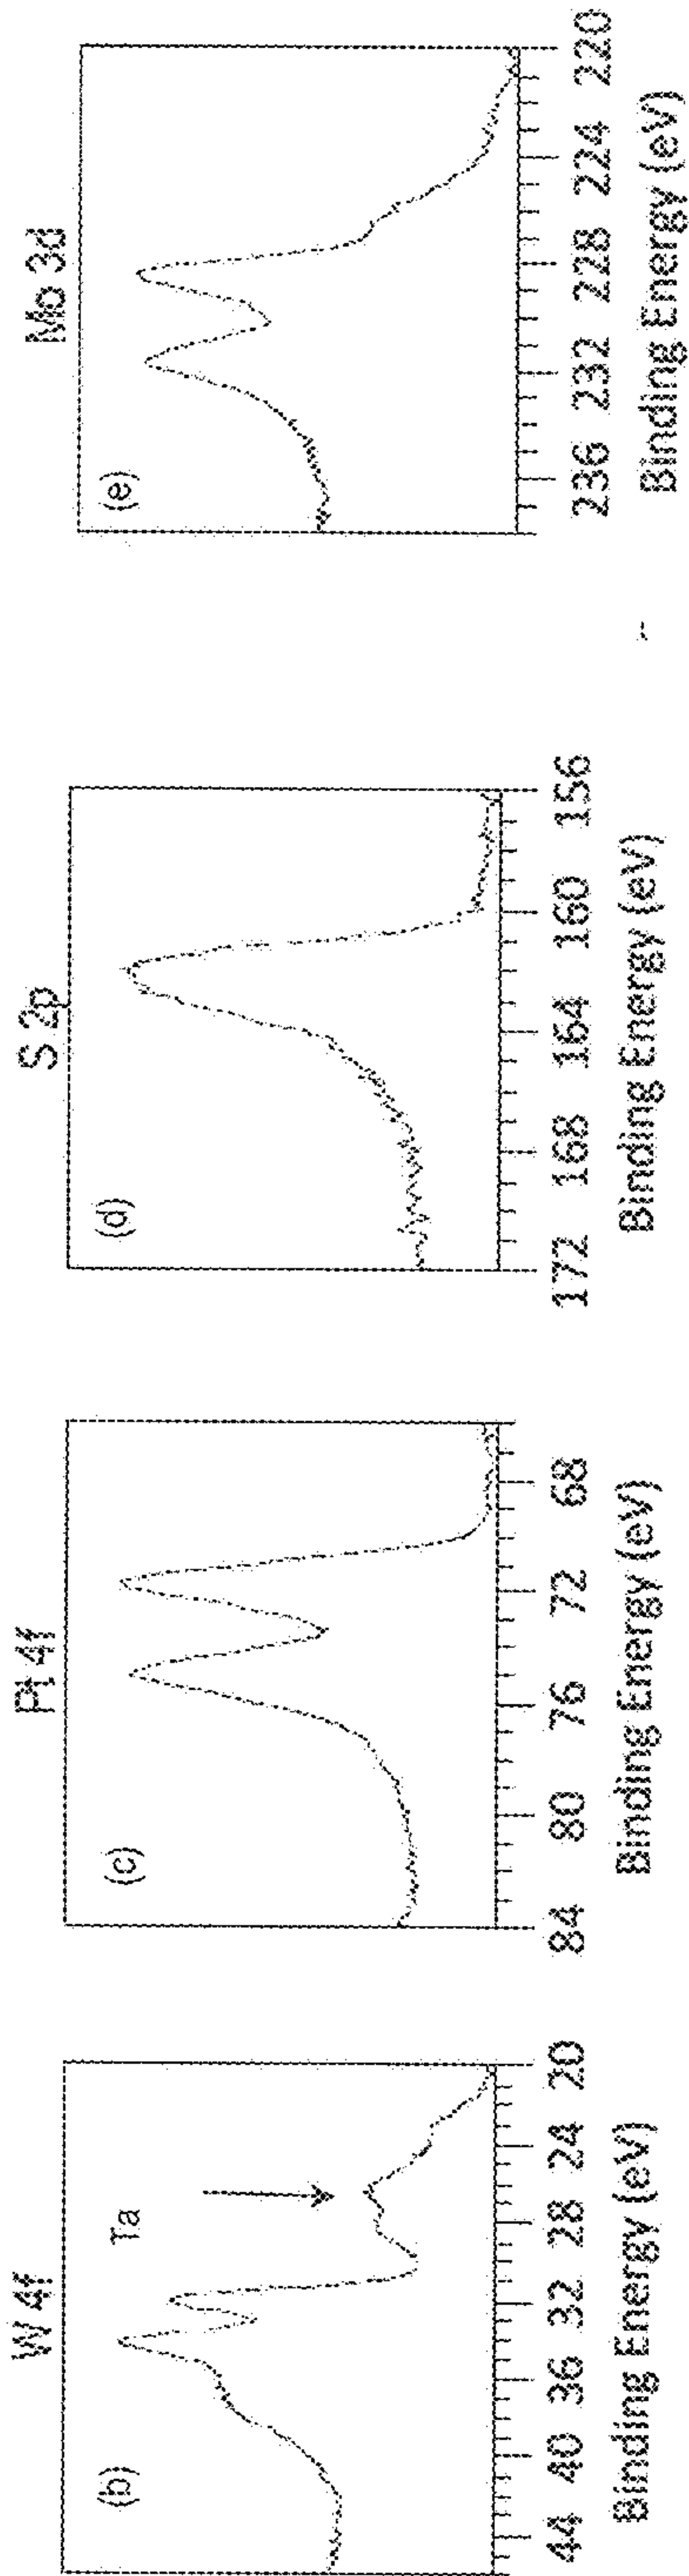 W 4f
(b)
Ta
44 40 36 32 28 24 20
Binding Energy (eV)
Pt 4f
(c)
84 80 76 72 68
Binding Energy (eV)
S 2p
(d)
172 168 164 160 156
Binding Energy (eV)
Mo 3d
(e)
236 232 228 224 220
Binding Energy (eV)